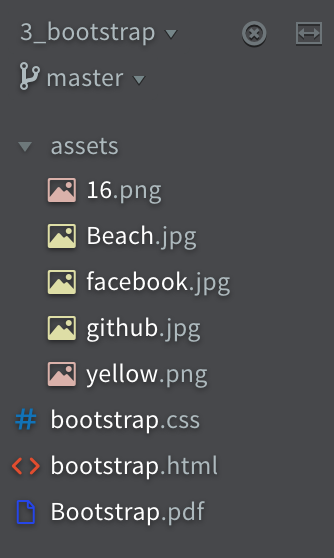 3_bootstrap
master
assets
16.png
Beach.jpg
facebook.jpg
github.jpg
yellow.png
bootstrap.css
bootstrap.html
Bootstrap.pdf